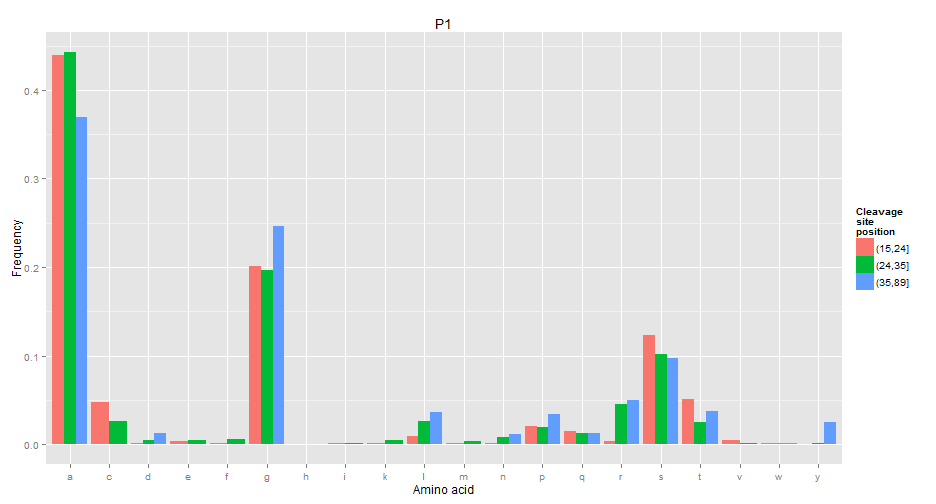 P1
Frequency
0.4
0.3
0.2
0.1
0.0
a c d e f g h i k l m n p q r s t v w y
Amino acid
Cleavage
site
position
(15,24]
(24,35]
(35,89]